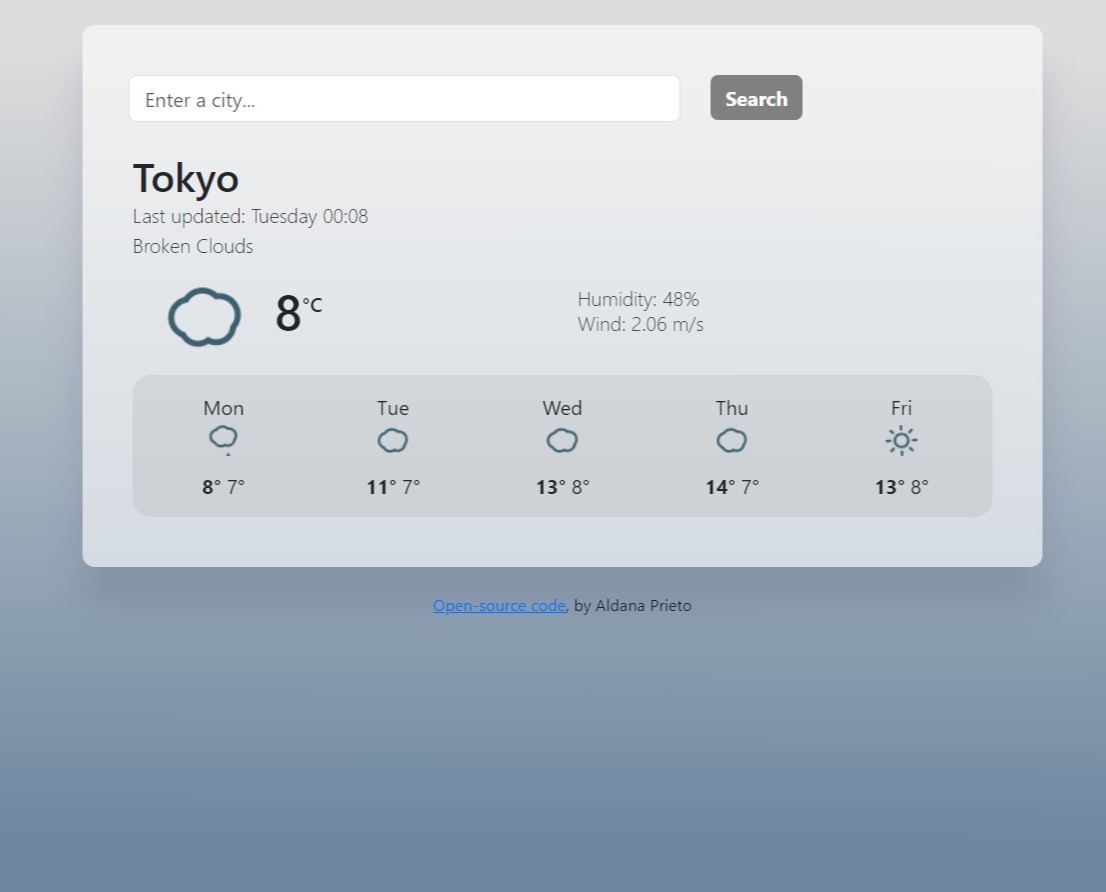 Enter a city...
Search
Tokyo
Last updated: Tuesday 00:08
Broken Clouds
8°C
Humidity: 48%
Wind: 2.06 m/s
Mon Tue Wed Thu Fri
8° 7° 11° 7° 13° 8° 14° 7° 13° 8°
Open-source code, by Aldana Prieto